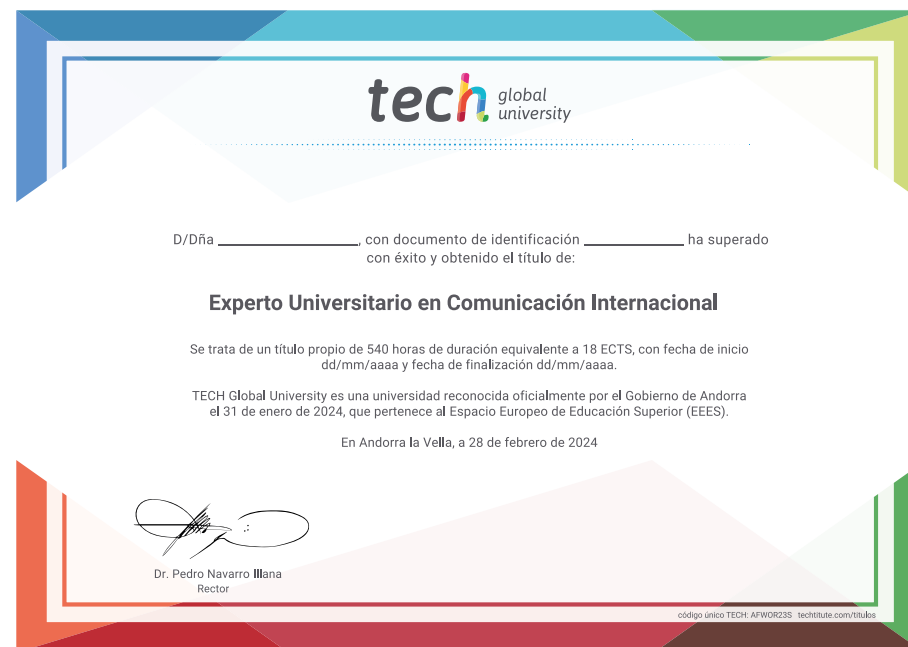 tech global university
D/Dña ____________________, con documento de identificación ______________ ha superado
con éxito y obtenido el título de:
Experto Universitario en Comunicación Internacional
Se trata de un título propio de 540 horas de duración equivalente a 18 ECTS, con fecha de inicio
dd/mm/aaaa y fecha de finalización dd/mm/aaaa.
TECH Global University es una universidad reconocida oficialmente por el Gobierno de Andorra
el 31 de enero de 2024, que pertenece al Espacio Europeo de Educación Superior (EEES).
En Andorra la Vella, a 28 de febrero de 2024
Dr. Pedro Navarro Illana
Rector
código único TECH: AFWOR23S techtitute.com/titulos